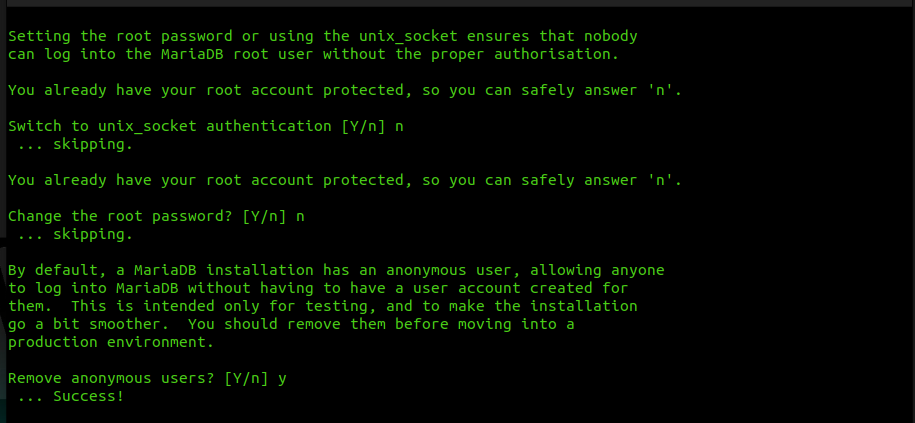 Setting the root password or using the unix_socket ensures that nobody
can log into the MariaDB root user without the proper authorisation.
You already have your root account protected, so you can safely answer 'n'.
Switch to unix_socket authentication [Y/n] n
 ... skipping.
You already have your root account protected, so you can safely answer 'n'.
Change the root password? [Y/n] n
 ... skipping.
By default, a MariaDB installation has an anonymous user, allowing anyone
to log into MariaDB without having to have a user account created for
them.  This is intended only for testing, and to make the installation
go a bit smoother.  You should remove them before moving into a
production environment.
Remove anonymous users? [Y/n] y
 ... Success!